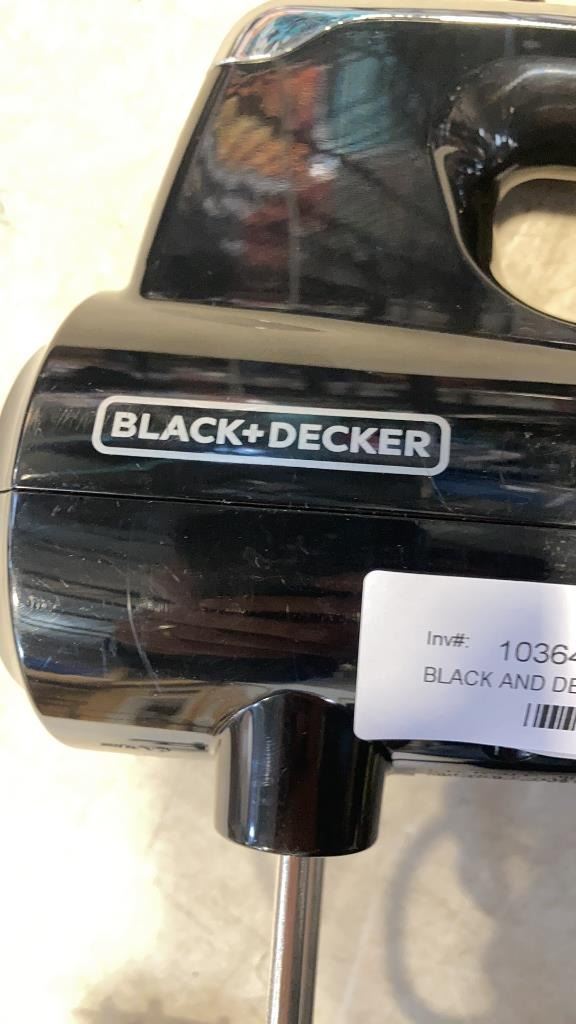 BLACK+DECKER
Inv#: 10364
BLACK AND DE